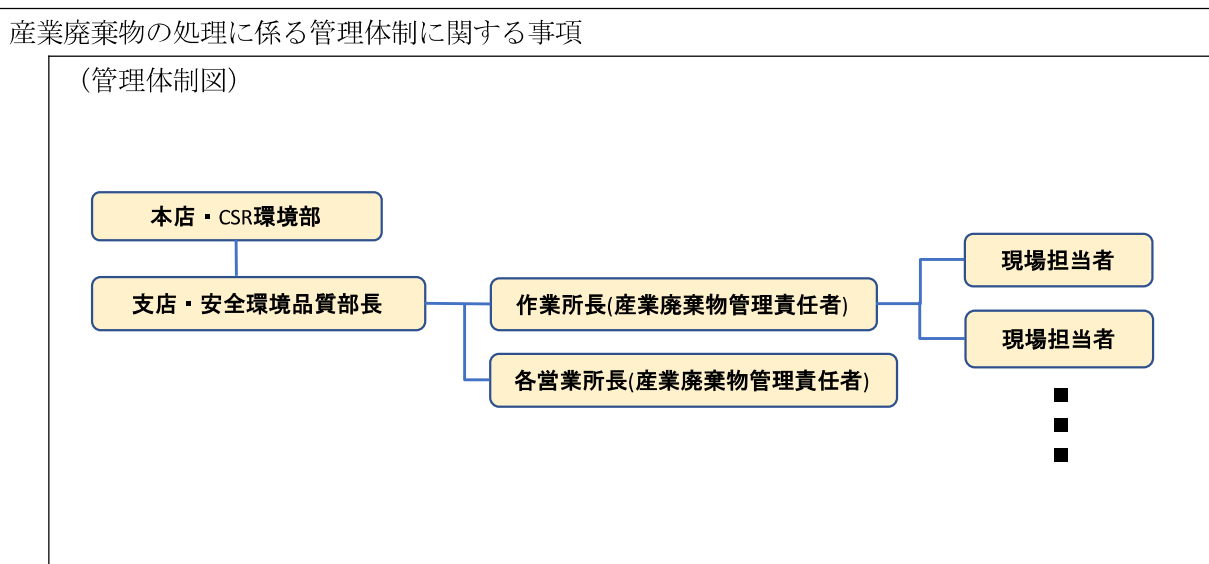 産業廃棄物の処理に係る管理体制に関する事項
（管理体制図）
本店・CSR環境部
支店・安全環境品質部長
作業所長(産業廃棄物管理責任者)
各営業所長(産業廃棄物管理責任者)
現場担当者
現場担当者